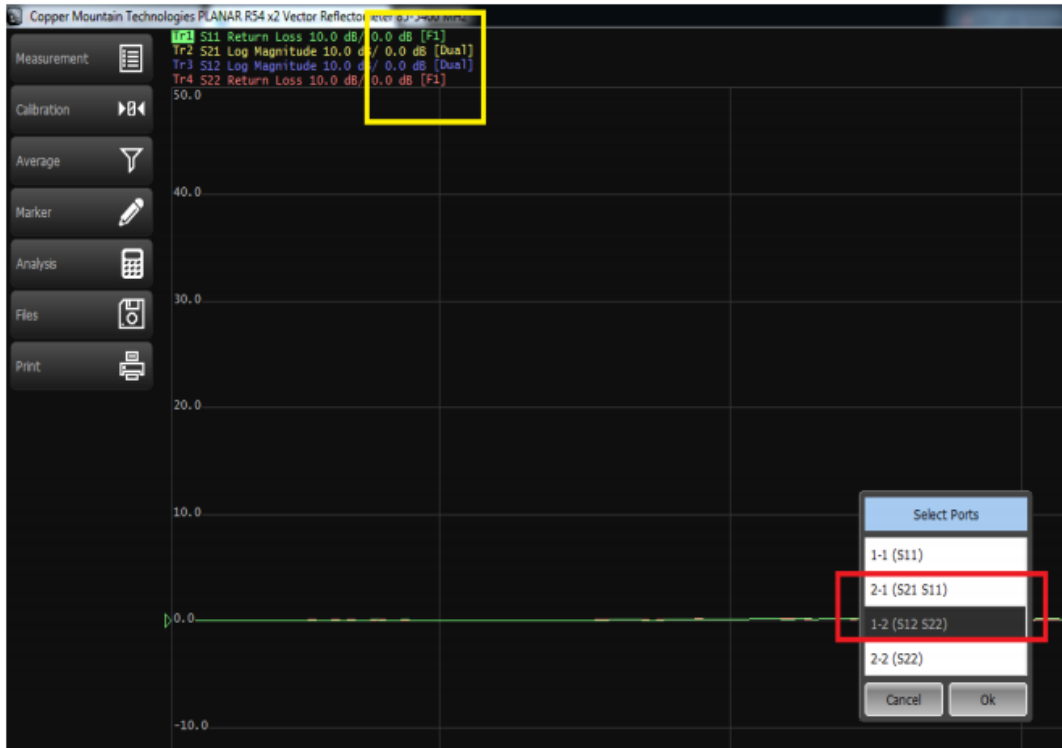 Copper Mountain Technologies PLANAR R54 x2 Vector Reflectometer 85-5400 MHz
Tr1 S11 Return Loss 10.0 dB/ 0.0 dB [F1]
Tr2 S21 Log Magnitude 10.0 dB/ 0.0 dB [Dual]
Tr3 S12 Log Magnitude 10.0 dB/ 0.0 dB [Dual]
Tr4 S22 Return Loss 10.0 dB/ 0.0 dB [F1]
Measurement
Calibration
Average
Marker
Analysis
Files
Print
50.0
40.0
30.0
20.0
10.0
0.0
-10.0
Select Ports
1-1 (S11)
2-1 (S21 S11)
1-2 (S12 S22)
2-2 (S22)
Cancel
Ok